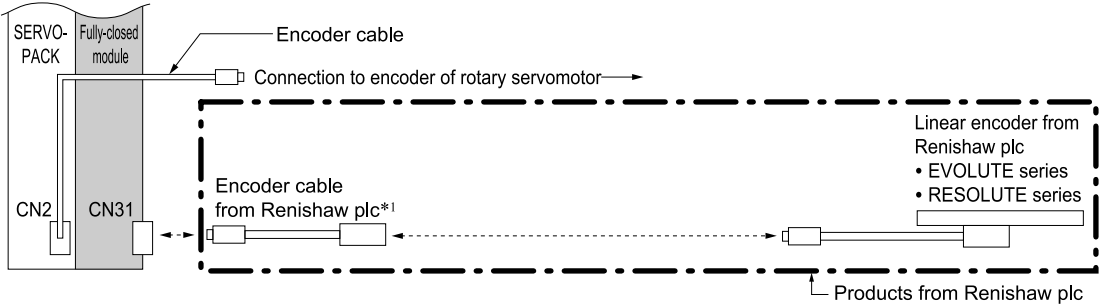 SERVO-
PACK
Fully-closed
module
Encoder cable
Connection to encoder of rotary servomotor
Linear encoder from
Renishaw plc
• EVOLUTE series
• RESOLUTE series
Encoder cable
from Renishaw plc*1
CN2
CN31
Products from Renishaw plc